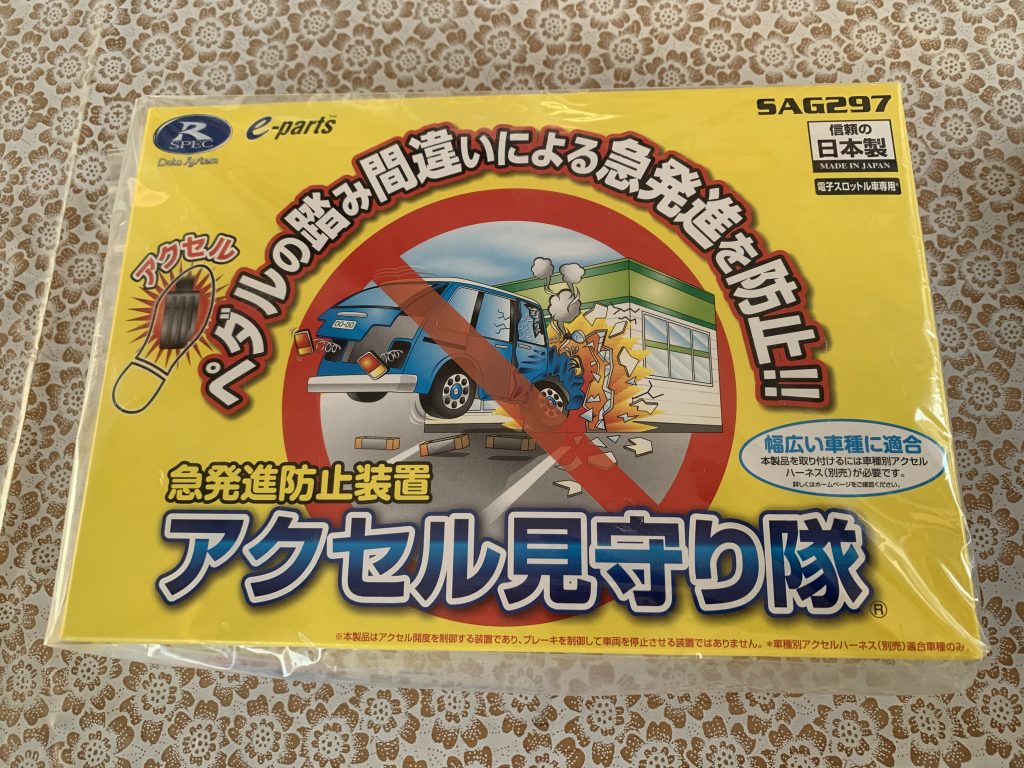 R
SPEC
Data System
e-parts™
SAG297
信頼の
日本製
MADE IN JAPAN
電子スロットル車専用*
ペダルの踏み間違いによる急発進を防止!!
アクセル
00-00
幅広い車種に適合
本製品を取り付けるには車種別アクセル
ハーネス(別売)が必要です。
詳しくはホームページをご確認ください。
急発進防止装置
アクセル見守り隊®
※本製品はアクセル開度を制御する装置であり、ブレーキを制御して車両を停止させる装置ではありません。*車種別アクセルハーネス(別売)適合車種のみ。